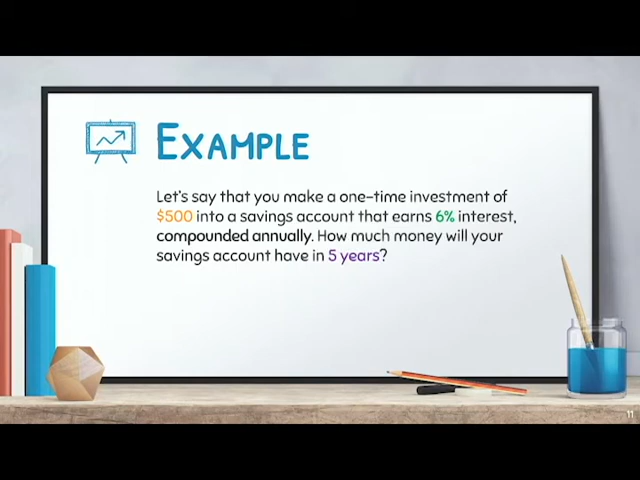 Example
Let's say that you make a one-time investment of
$500 into a savings account that earns 6% interest,
compounded annually. How much money will your
savings account have in 5 years?
11